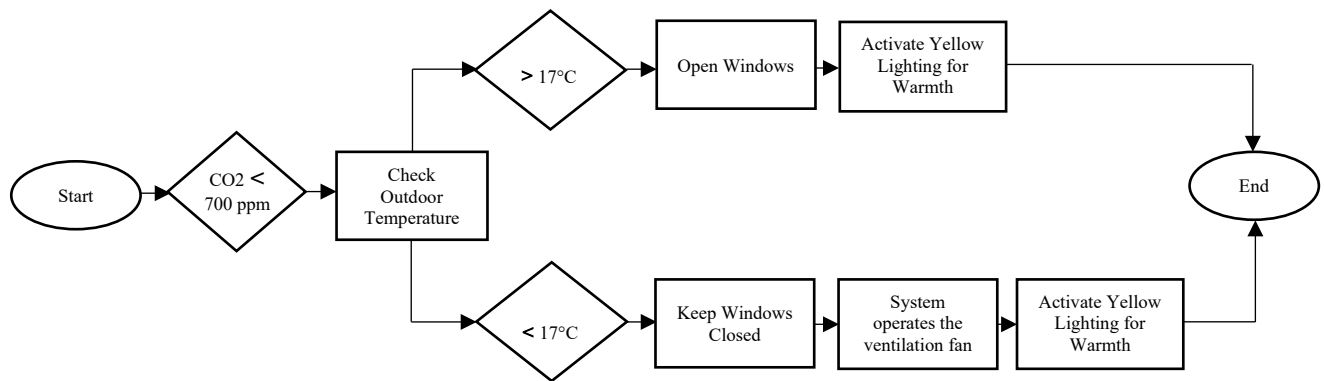 > 17°C
Open Windows
Activate Yellow
Lighting for
Warmth
Start
CO2 <
700 ppm
Check
Outdoor
Temperature
End
< 17°C
Keep Windows
Closed
System
operates the
ventilation fan
Activate Yellow
Lighting for
Warmth